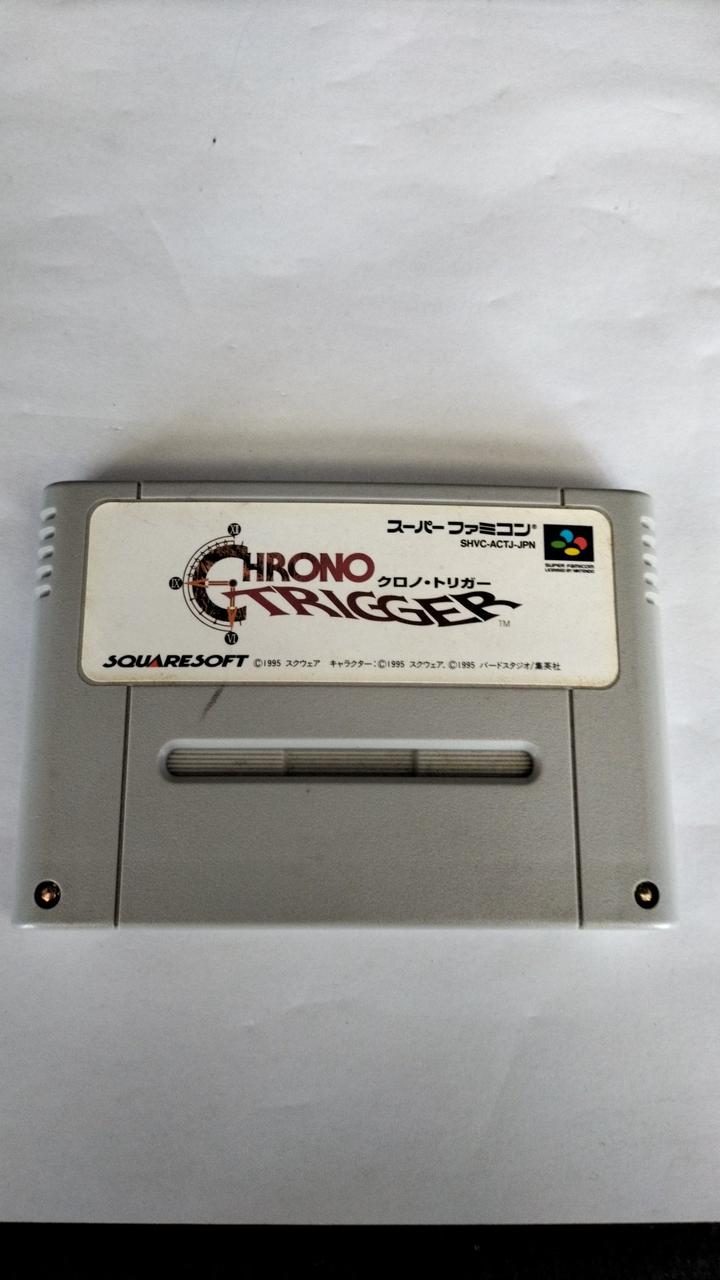 スーパーファミコン®
SHVC-ACTJ-JPN
SUPER FAMICOM
LICENSED BY NINTENDO
XII
IX
VI
CHRONO
クロノ・トリガー
TRIGGER
TM
SQUARESOFT ©1995 スクウェア キャラクター:©1995 スクウェア, ©1995 バードスタジオ/集英社